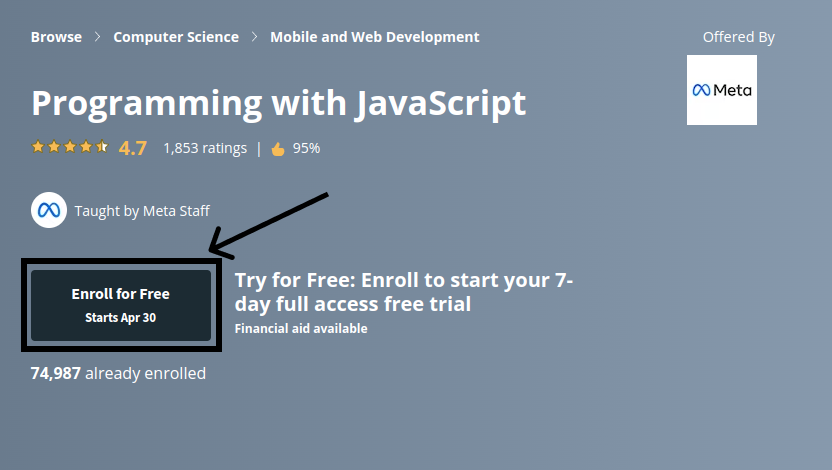 Browse > Computer Science > Mobile and Web Development
Offered By
Meta
Programming with JavaScript
4.7 1,853 ratings | 95%
Taught by Meta Staff
Enroll for Free
Starts Apr 30
Try for Free: Enroll to start your 7-
day full access free trial
Financial aid available
74,987 already enrolled